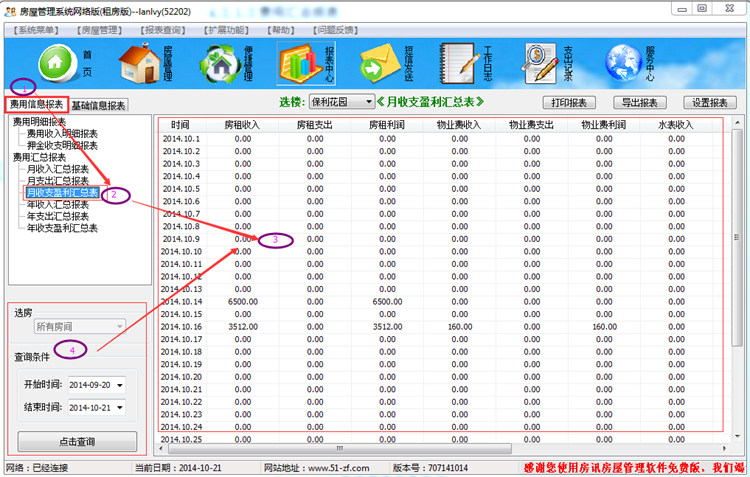 房屋管理系统网络版(租房版)--lanlvy(52202)
【系统菜单】 【房屋管理】 【报表查询】 【扩展功能】 【帮助】 【问题反馈】
首页 房屋管理 便捷管理 报表中心 短信发送 工作日志 支出记录 服务中心
1
费用信息报表 基础信息报表
选楼: 保利花园 《月收支盈利汇总表》 打印报表 导出报表 设置报表
费用明细报表
费用收入明细报表
押金收支明细报表
费用汇总报表
月收入汇总报表
月支出汇总报表
月收支盈利汇总表
年收入汇总报表
年支出汇总报表
年收支盈利汇总表
2
3
时间 房租收入 房租支出 房租利润 物业费收入 物业费支出 物业费利润 水表收入
2014.10.1 0.00 0.00 0.00 0.00 0.00 0.00 0.00
2014.10.2 0.00 0.00 0.00 0.00 0.00 0.00 0.00
2014.10.3 0.00 0.00 0.00 0.00 0.00 0.00 0.00
2014.10.4 0.00 0.00 0.00 0.00 0.00 0.00 0.00
2014.10.5 0.00 0.00 0.00 0.00 0.00 0.00 0.00
2014.10.6 0.00 0.00 0.00 0.00 0.00 0.00 0.00
2014.10.7 0.00 0.00 0.00 0.00 0.00 0.00 0.00
2014.10.8 0.00 0.00 0.00 0.00 0.00 0.00 0.00
2014.10.9 0.00 0.00 0.00 0.00 0.00 0.00 0.00
2014.10.10 0.00 0.00 0.00 0.00 0.00 0.00 0.00
2014.10.11 0.00 0.00 0.00 0.00 0.00 0.00 0.00
2014.10.12 0.00 0.00 0.00 0.00 0.00 0.00 0.00
2014.10.13 0.00 0.00 0.00 0.00 0.00 0.00 0.00
2014.10.14 6500.00 0.00 6500.00 0.00 0.00 0.00 0.00
2014.10.15 0.00 0.00 0.00 0.00 0.00 0.00 0.00
2014.10.16 3512.00 0.00 3512.00 160.00 0.00 160.00 0.00
2014.10.17 0.00 0.00 0.00 0.00 0.00 0.00 0.00
2014.10.18 0.00 0.00 0.00 0.00 0.00 0.00 0.00
2014.10.19 0.00 0.00 0.00 0.00 0.00 0.00 0.00
2014.10.20 0.00 0.00 0.00 0.00 0.00 0.00 0.00
2014.10.21 0.00 0.00 0.00 0.00 0.00 0.00 0.00
2014.10.22 0.00 0.00 0.00 0.00 0.00 0.00 0.00
2014.10.23 0.00 0.00 0.00 0.00 0.00 0.00 0.00
2014.10.24 0.00 0.00 0.00 0.00 0.00 0.00 0.00
2014.10.25 0.00 0.00 0.00 0.00 0.00 0.00 0.00
选房
所有房间
4
查询条件
开始时间: 2014-09-20
结束时间: 2014-10-21
点击查询
网络：已经连接 当前日期：2014-10-21 网站地址：www.51-zf.com 版本号：707141014 感谢您使用房讯房屋管理软件免费版，我们竭